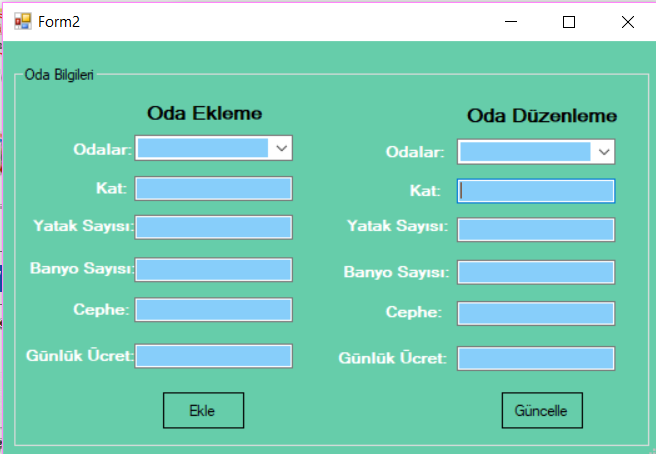 Form2
Oda Bilgileri
Oda Ekleme
Odalar:
Kat:
Yatak Sayısı:
Banyo Sayısı:
Cephe:
Günlük Ücret:
Ekle
Oda Düzenleme
Odalar:
Kat:
Yatak Sayısı:
Banyo Sayısı:
Cephe:
Günlük Ücret:
Güncelle